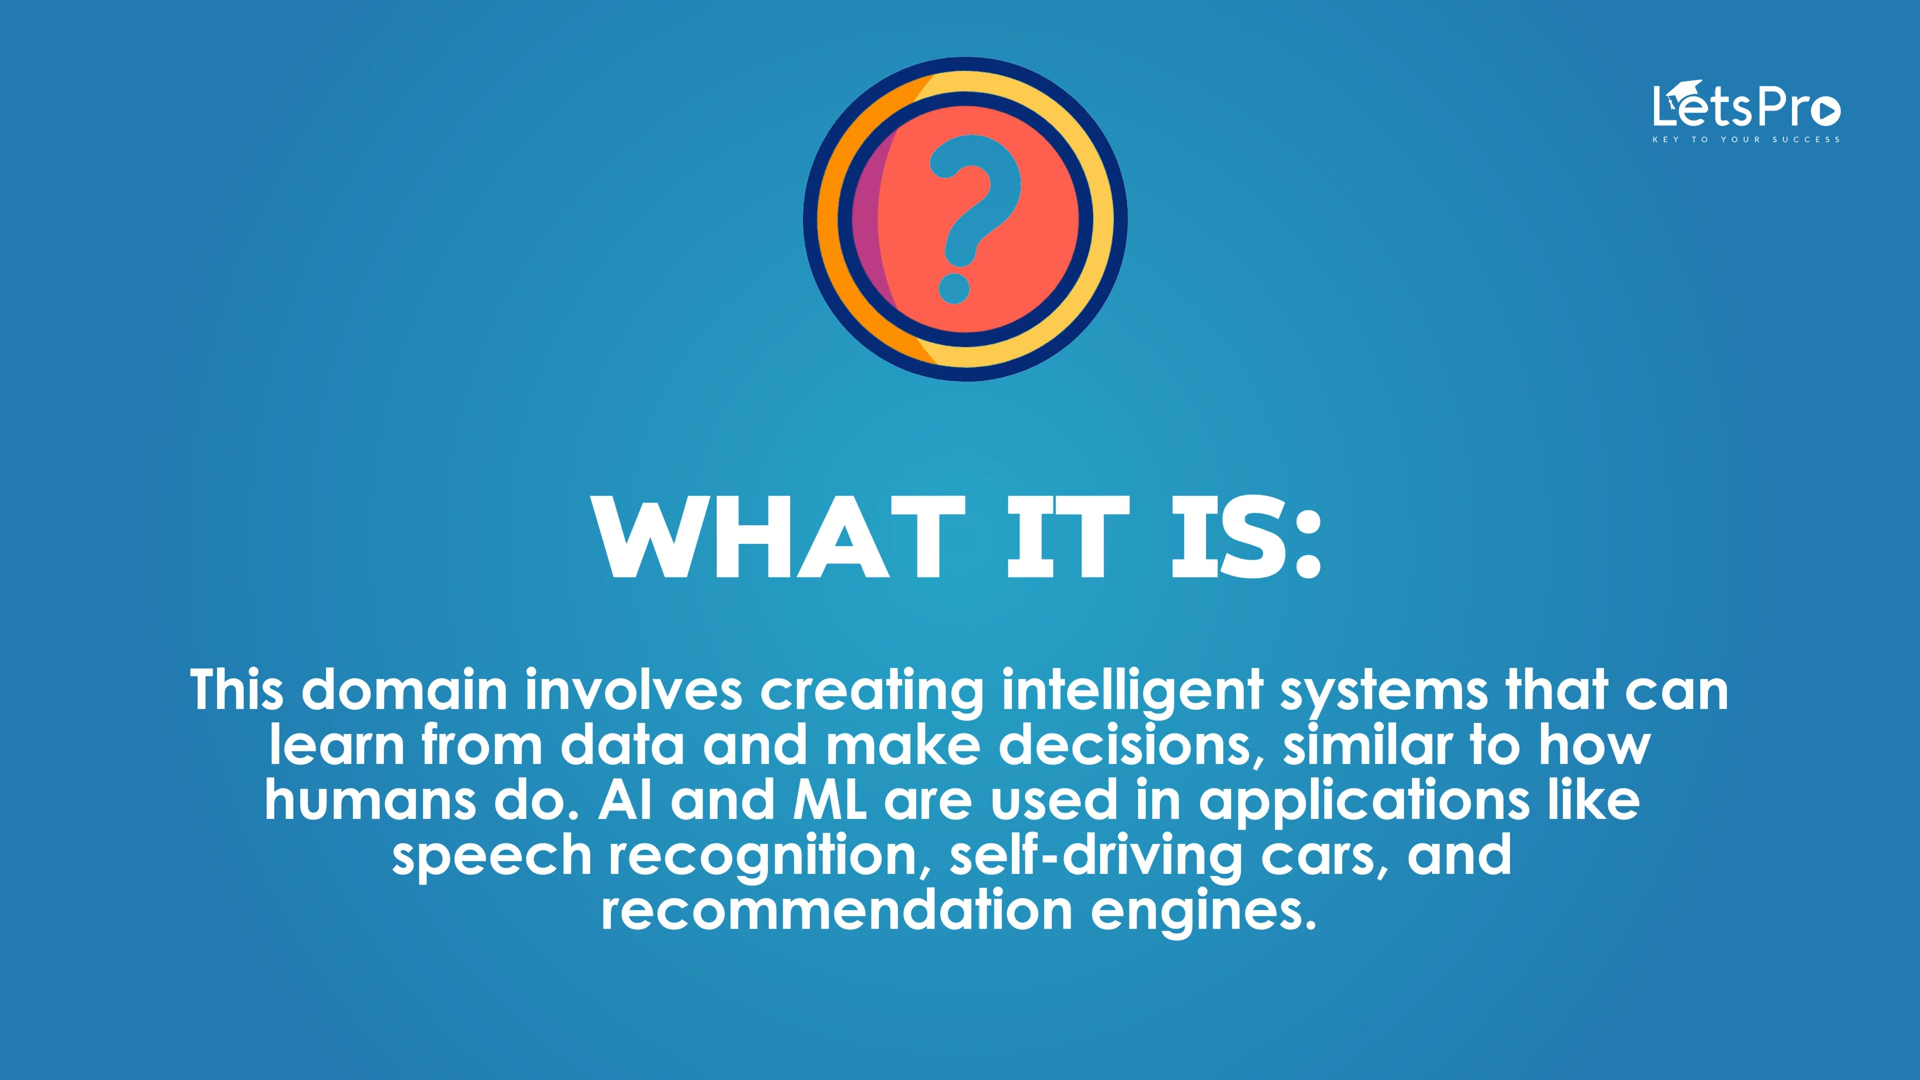 LetsPro
KEY TO YOUR SUCCESS
?
WHAT IT IS:
This domain involves creating intelligent systems that can
learn from data and make decisions, similar to how
humans do. AI and ML are used in applications like
speech recognition, self-driving cars, and
recommendation engines.